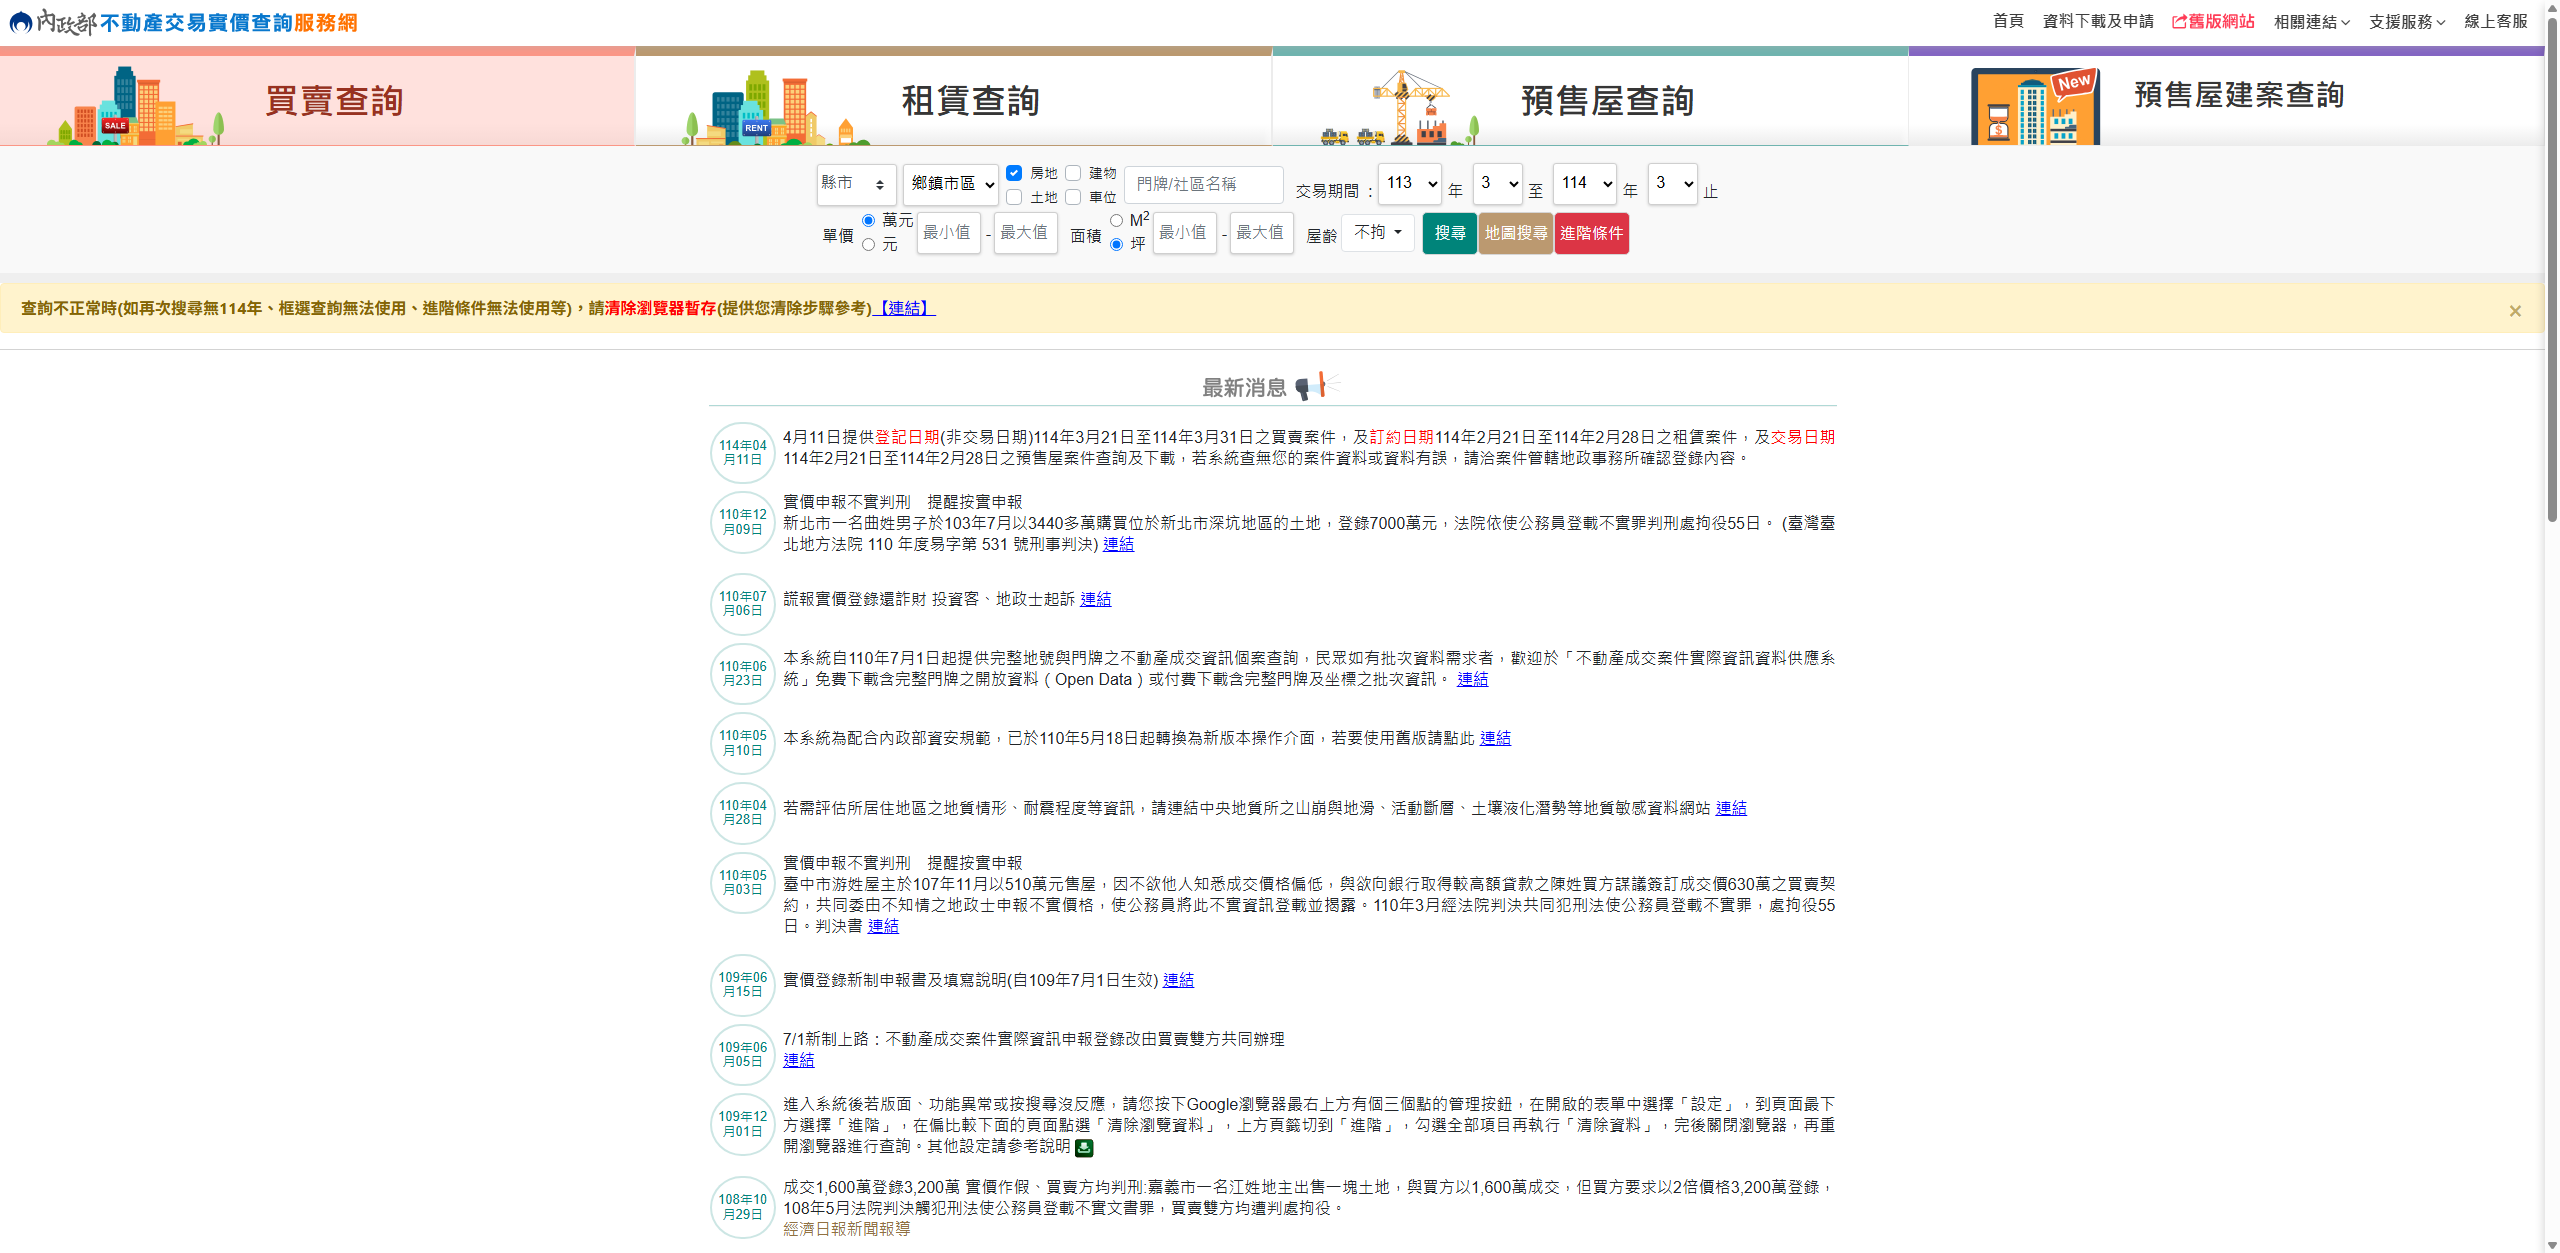 內政部不動產交易實價查詢服務網
首頁 資料下載及申請 舊版網站 相關連結 支援服務 線上客服
SALE 買賣查詢
RENT 租賃查詢
預售屋查詢
New $ 預售屋建案查詢
縣市 鄉鎮市區 房地 建物 土地 車位 門牌/社區名稱 交易期間 : 113 年 3 至 114 年 3 止
單價 萬元 元 最小值 - 最大值 面積 M2 坪 最小值 - 最大值 屋齡 不拘 搜尋 地圖搜尋 進階條件
查詢不正常時(如再次搜尋無114年、框選查詢無法使用、進階條件無法使用等)，請清除瀏覽器暫存(提供您清除步驟參考)【連結】 ×
最新消息
114年04月11日
4月11日提供登記日期(非交易日期)114年3月21日至114年3月31日之買賣案件，及訂約日期114年2月21日至114年2月28日之租賃案件，及交易日期
114年2月21日至114年2月28日之預售屋案件查詢及下載，若系統查無您的案件資料或資料有誤，請洽案件管轄地政事務所確認登錄內容。
110年12月09日
實價申報不實判刑　提醒按實申報
新北市一名曲姓男子於103年7月以3440多萬購買位於新北市深坑地區的土地，登錄7000萬元，法院依使公務員登載不實罪判刑處拘役55日。 (臺灣臺
北地方法院 110 年度易字第 531 號刑事判決) 連結
110年07月06日
謊報實價登錄還詐財 投資客、地政士起訴 連結
110年06月23日
本系統自110年7月1日起提供完整地號與門牌之不動產成交資訊個案查詢，民眾如有批次資料需求者，歡迎於「不動產成交案件實際資訊資料供應系
統」免費下載含完整門牌之開放資料 ( Open Data ) 或付費下載含完整門牌及坐標之批次資訊。 連結
110年05月10日
本系統為配合內政部資安規範，已於110年5月18日起轉換為新版本操作介面，若要使用舊版請點此 連結
110年04月28日
若需評估所居住地區之地質情形、耐震程度等資訊，請連結中央地質所之山崩與地滑、活動斷層、土壤液化潛勢等地質敏感資料網站 連結
110年05月03日
實價申報不實判刑　提醒按實申報
臺中市游姓屋主於107年11月以510萬元售屋，因不欲他人知悉成交價格偏低，與欲向銀行取得較高額貸款之陳姓買方謀議簽訂成交價630萬之買賣契
約，共同委由不知情之地政士申報不實價格，使公務員將此不實資訊登載並揭露。110年3月經法院判決共同犯刑法使公務員登載不實罪，處拘役55
日。判決書 連結
109年06月15日
實價登錄新制申報書及填寫說明(自109年7月1日生效) 連結
109年06月05日
7/1新制上路：不動產成交案件實際資訊申報登錄改由買賣雙方共同辦理
連結
109年12月01日
進入系統後若版面、功能異常或按搜尋沒反應，請您按下Google瀏覽器最右上方有個三個點的管理按鈕，在開啟的表單中選擇「設定」，到頁面最下
方選擇「進階」，在偏比較下面的頁面點選「清除瀏覽資料」，上方頁籤切到「進階」，勾選全部項目再執行「清除資料」，完後關閉瀏覽器，再重
開瀏覽器進行查詢。其他設定請參考說明
108年10月29日
成交1,600萬登錄3,200萬 實價作假、買賣方均判刑:嘉義市一名江姓地主出售一塊土地，與買方以1,600萬成交，但買方要求以2倍價格3,200萬登錄，
108年5月法院判決觸犯刑法使公務員登載不實文書罪，買賣雙方均遭判處拘役。
經濟日報新聞報導